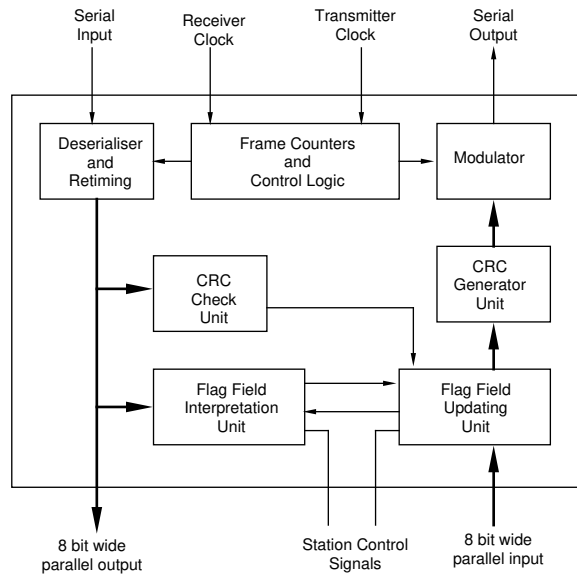 Serial
Input
Receiver
Clock
Transmitter
Clock
Serial
Output
Deserialiser
and
Retiming
Frame Counters
and
Control Logic
Modulator
CRC
Check
Unit
CRC
Generator
Unit
Flag Field
Interpretation
Unit
Flag Field
Updating
Unit
8 bit wide
parallel output
Station Control
Signals
8 bit wide
parallel input